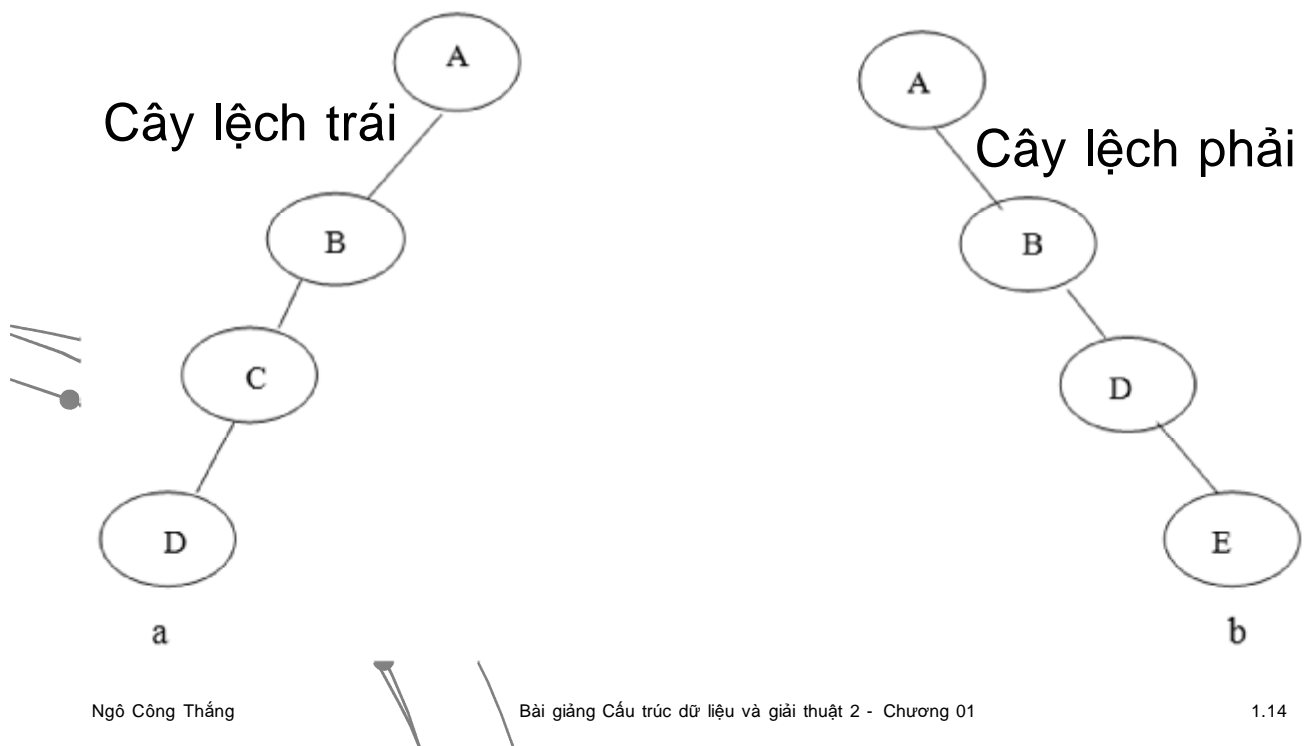 A
Cây lệch trái
B
C
D
a
A
Cây lệch phải
B
D
E
b
Ngô Công Thắng
Bài giảng Cấu trúc dữ liệu và giải thuật 2 - Chương 01
1.14